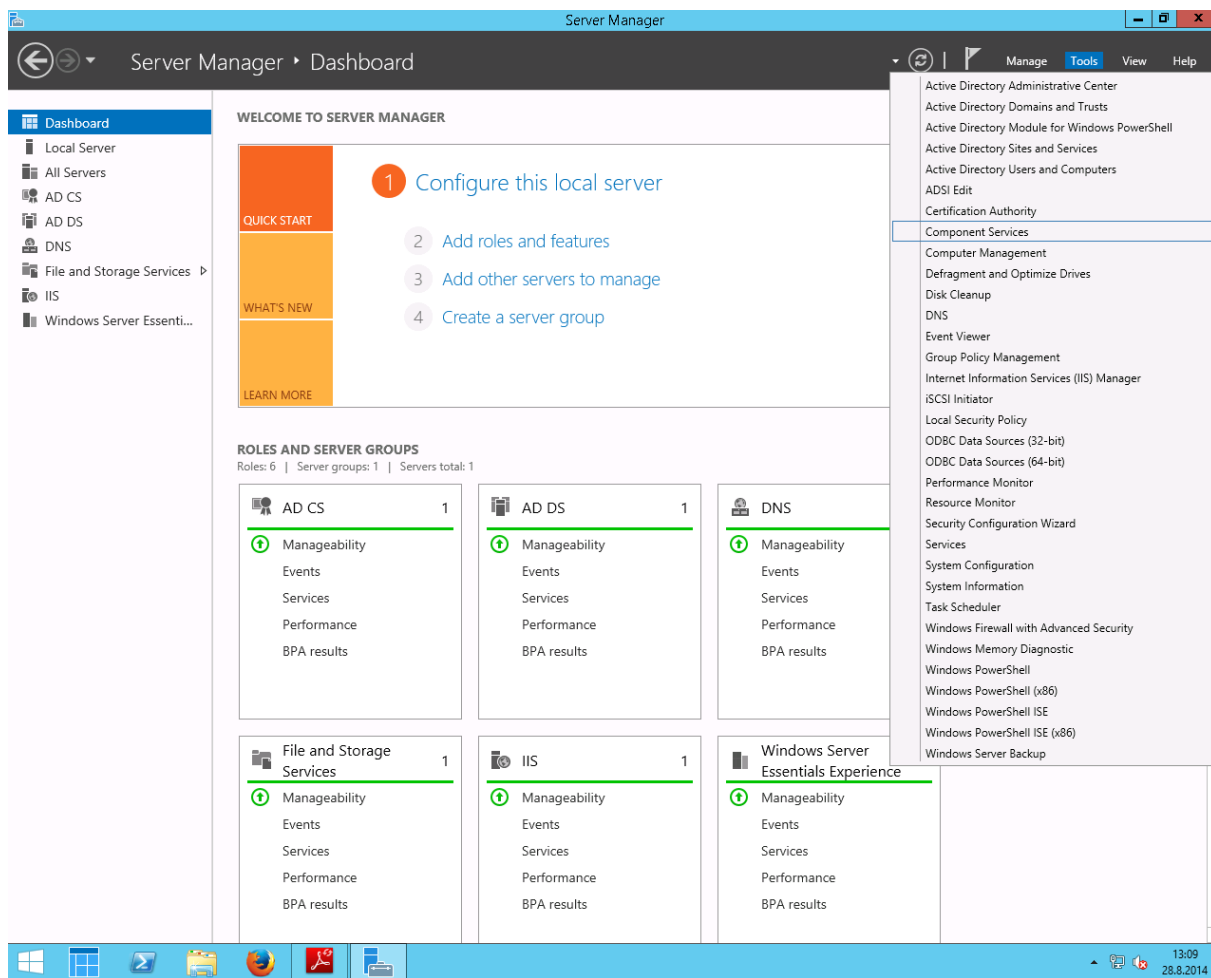 Server Manager
Server Manager • Dashboard
Manage Tools View Help
Dashboard
Local Server
All Servers
AD CS
AD DS
DNS
File and Storage Services
IIS
Windows Server Essenti...
WELCOME TO SERVER MANAGER
QUICK START
WHAT'S NEW
LEARN MORE
1 Configure this local server
2 Add roles and features
3 Add other servers to manage
4 Create a server group
ROLES AND SERVER GROUPS
Roles: 6 | Server groups: 1 | Servers total: 1
AD CS 1
Manageability
Events
Services
Performance
BPA results
AD DS 1
Manageability
Events
Services
Performance
BPA results
DNS
Manageability
Events
Services
Performance
BPA results
File and Storage
Services 1
Manageability
Events
Services
Performance
BPA results
IIS 1
Manageability
Events
Services
Performance
BPA results
Windows Server
Essentials Experience
Manageability
Events
Services
Performance
BPA results
Active Directory Administrative Center
Active Directory Domains and Trusts
Active Directory Module for Windows PowerShell
Active Directory Sites and Services
Active Directory Users and Computers
ADSI Edit
Certification Authority
Component Services
Computer Management
Defragment and Optimize Drives
Disk Cleanup
DNS
Event Viewer
Group Policy Management
Internet Information Services (IIS) Manager
iSCSI Initiator
Local Security Policy
ODBC Data Sources (32-bit)
ODBC Data Sources (64-bit)
Performance Monitor
Resource Monitor
Security Configuration Wizard
Services
System Configuration
System Information
Task Scheduler
Windows Firewall with Advanced Security
Windows Memory Diagnostic
Windows PowerShell
Windows PowerShell (x86)
Windows PowerShell ISE
Windows PowerShell ISE (x86)
Windows Server Backup
13:09
28.8.2014